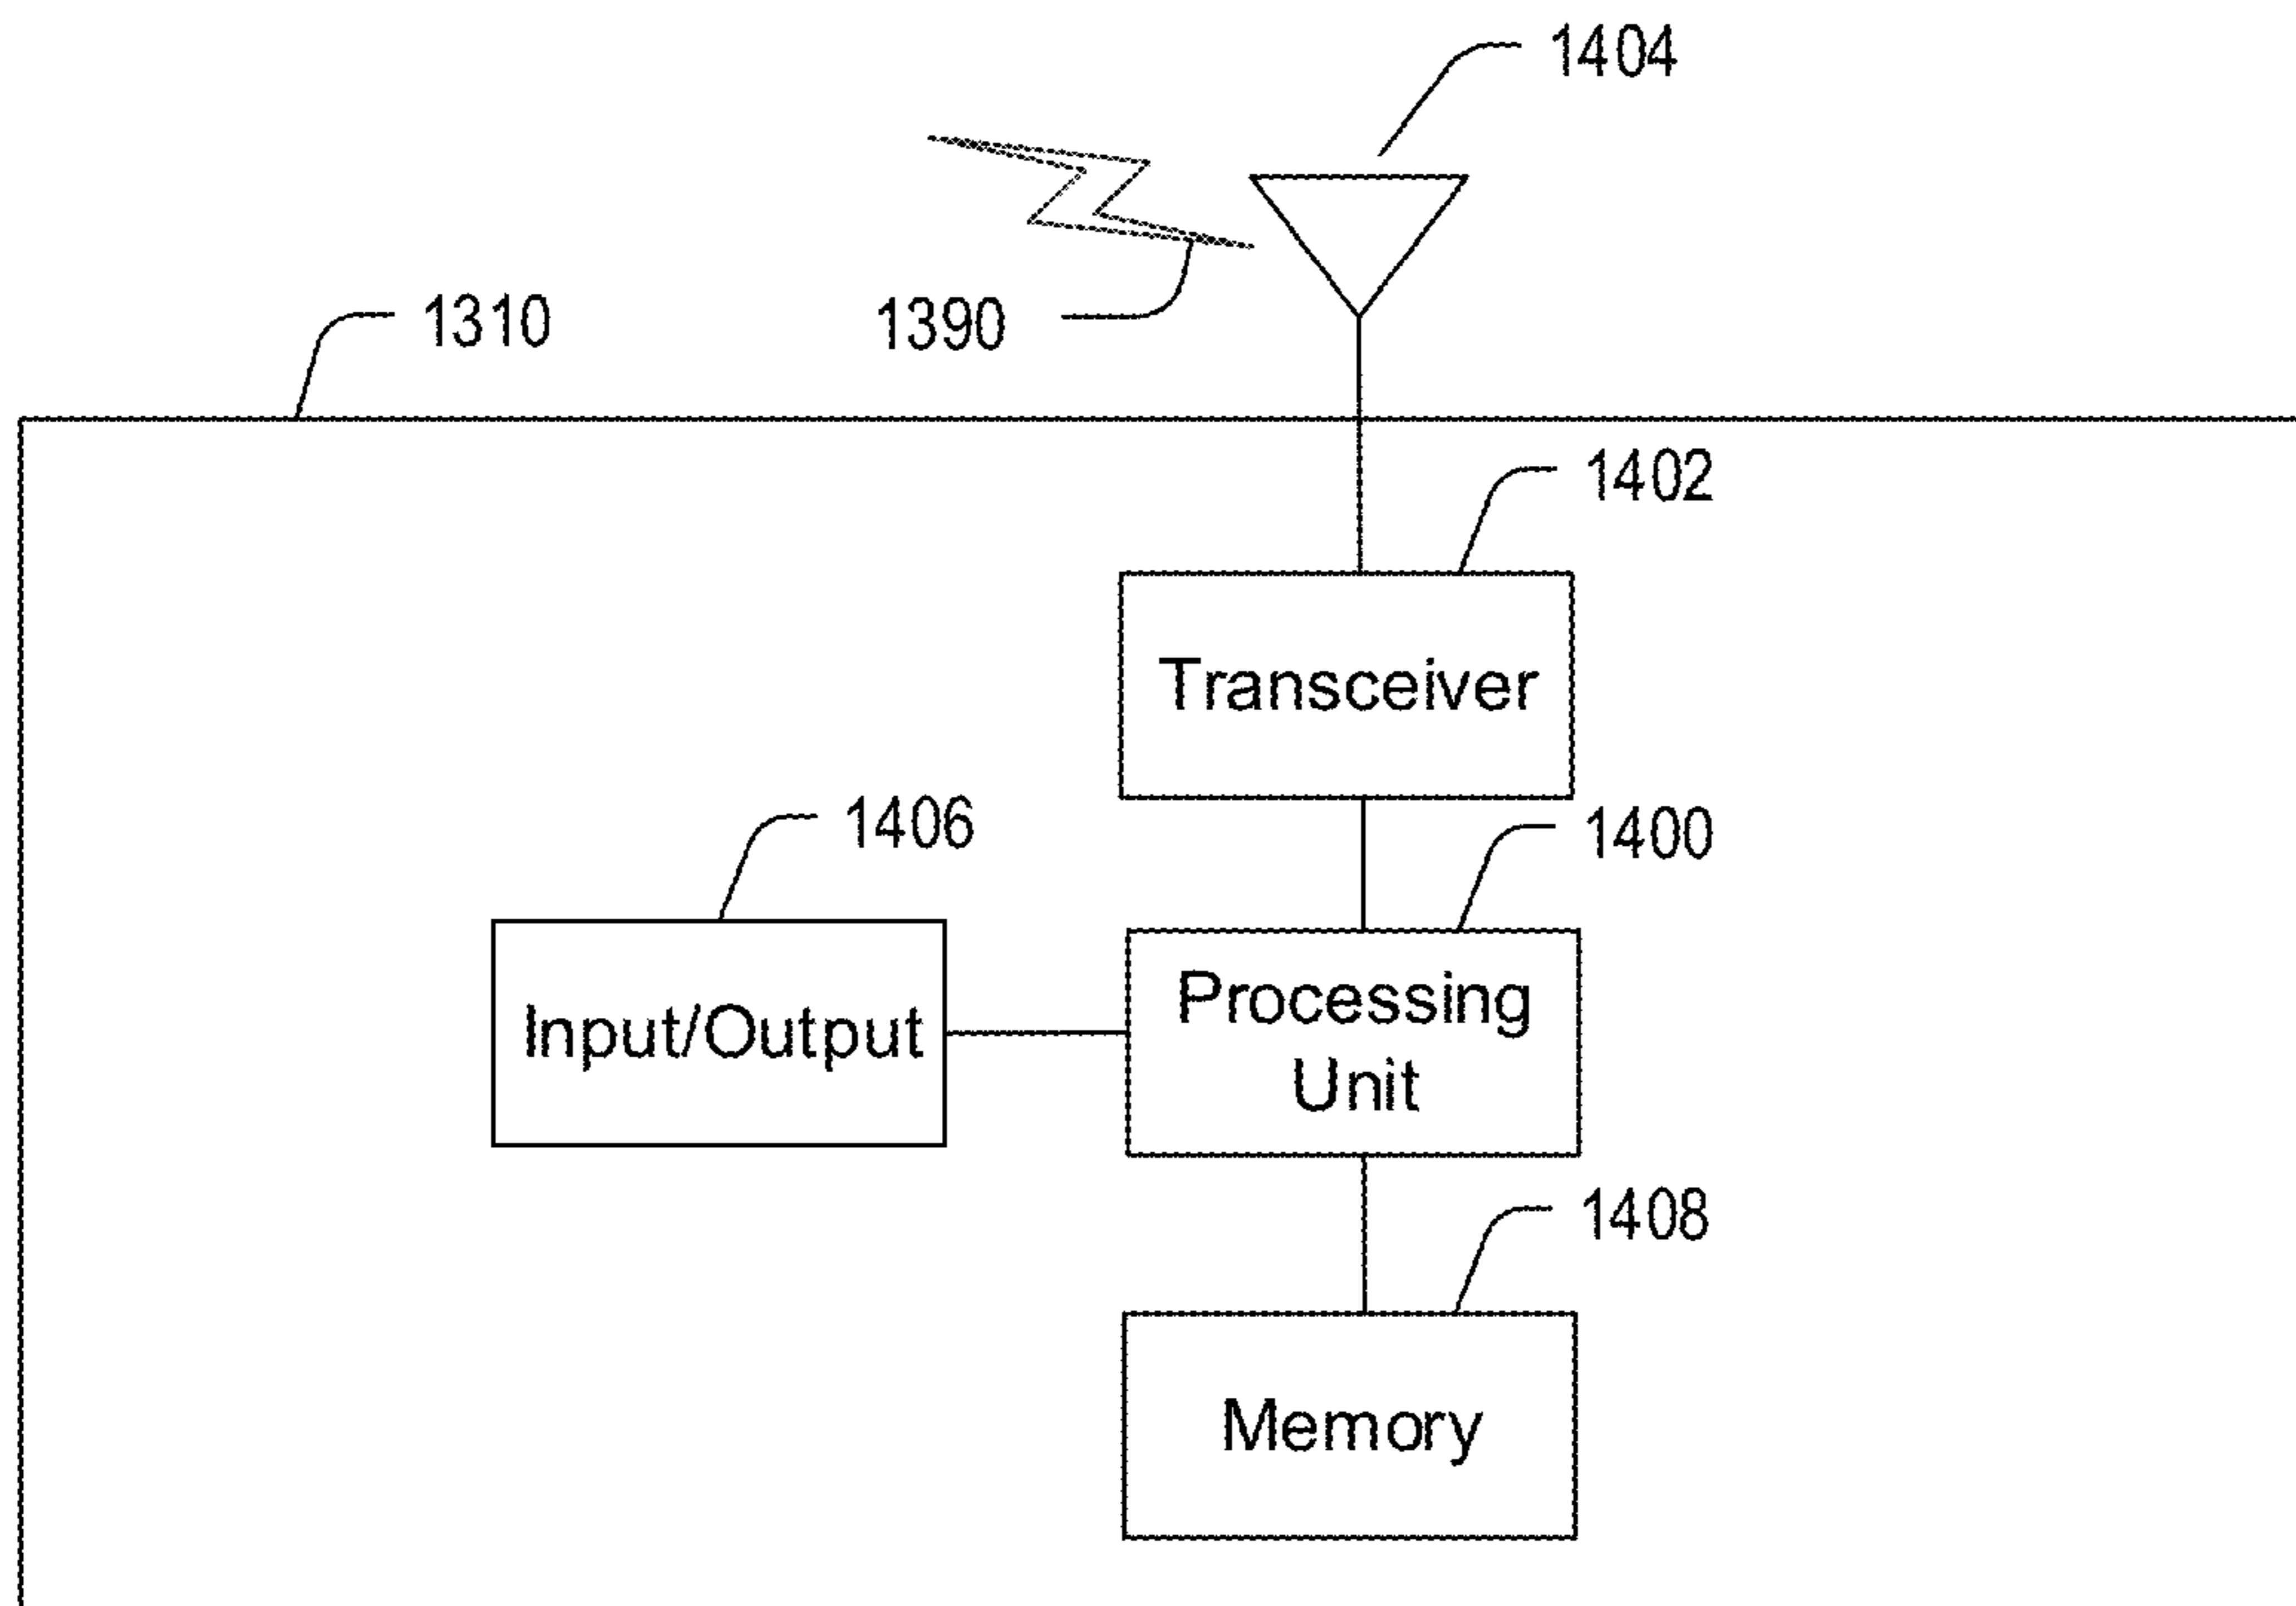 1404
1390
1310
1402
Transceiver
1406
1400
Input/Output
Processing
Unit
1408
Memory